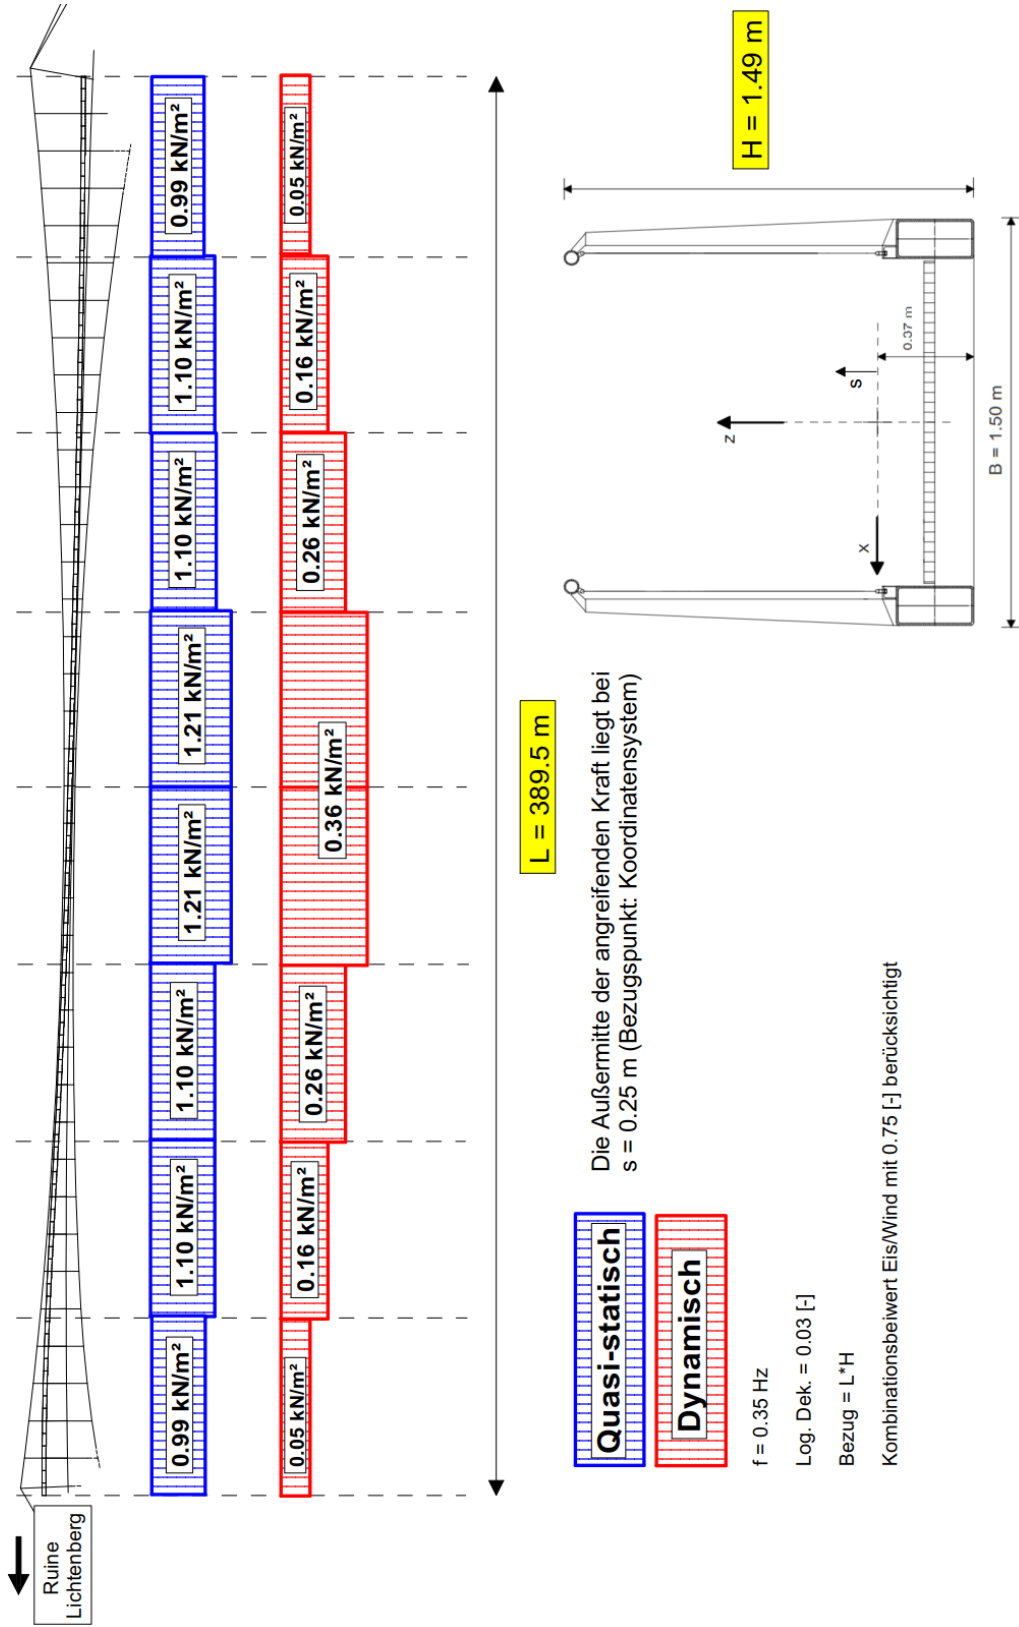 Ruine
Lichtenberg
0.99 kN/m²
1.10 kN/m²
1.10 kN/m²
1.21 kN/m²
1.21 kN/m²
1.10 kN/m²
1.10 kN/m²
0.99 kN/m²
0.05 kN/m²
0.16 kN/m²
0.26 kN/m²
0.36 kN/m²
0.26 kN/m²
0.16 kN/m²
0.05 kN/m²
L = 389.5 m
Quasi-statisch
Dynamisch
Die Außermitte der angreifenden Kraft liegt bei
s = 0.25 m (Bezugspunkt: Koordinatensystem)
f = 0.35 Hz
Log. Dek. = 0.03 [-]
Bezug = L*H
Kombinationsbeiwert Eis/Wind mit 0.75 [-] berücksichtigt
z
x
s
0.37 m
B = 1.50 m
H = 1.49 m